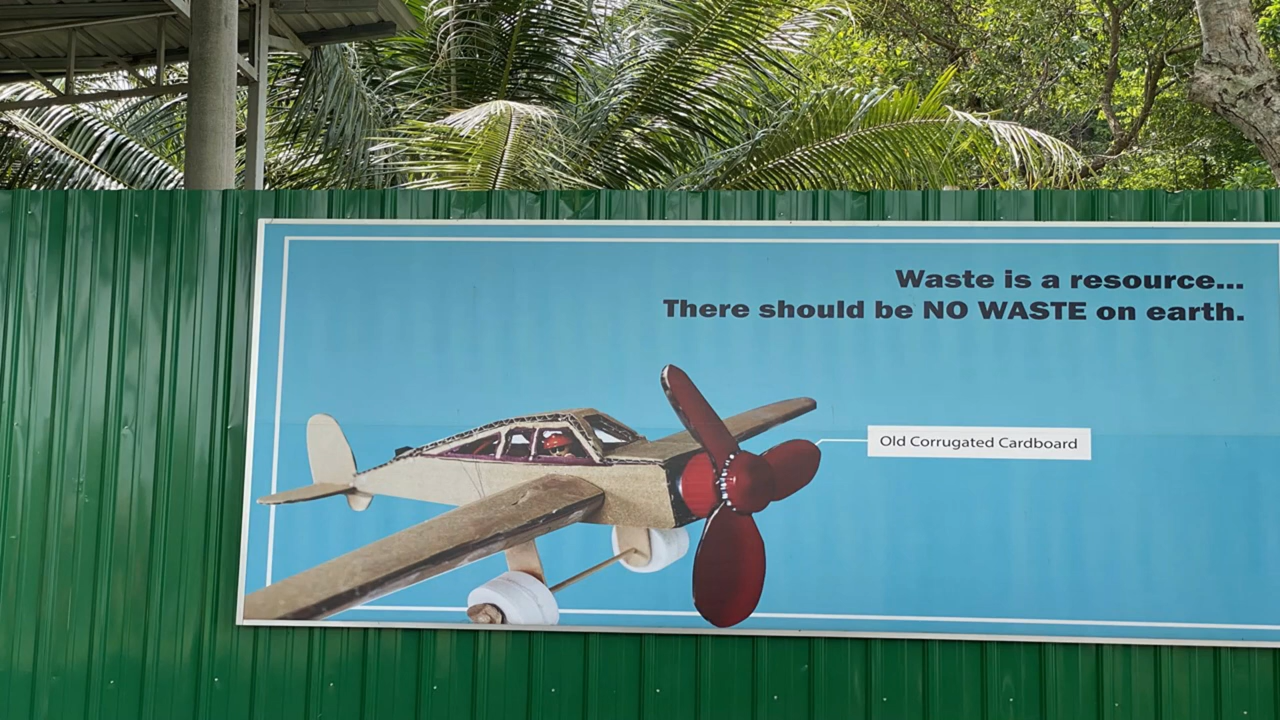 Waste is a resource...
There should be NO WASTE on earth.
Old Corrugated Cardboard